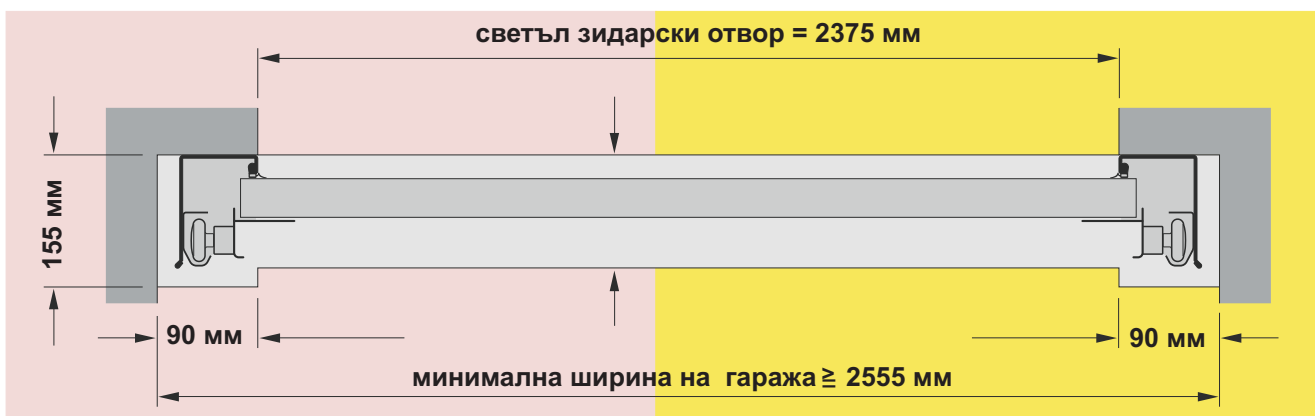 светъл зидарски отвор = 2375 мм
155 мм
90 мм
90 мм
минимална ширина на гаража ≧ 2555 мм